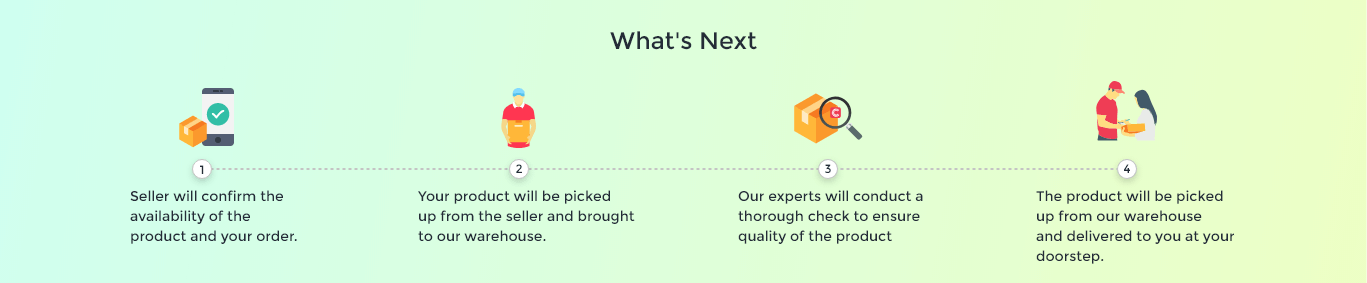 What's Next
1
Seller will confirm the
availability of the
product and your order.
2
Your product will be picked
up from the seller and brought
to our warehouse.
C
3
Our experts will conduct a
thorough check to ensure
quality of the product
4
The product will be picked
up from our warehouse
and delivered to you at your
doorstep.